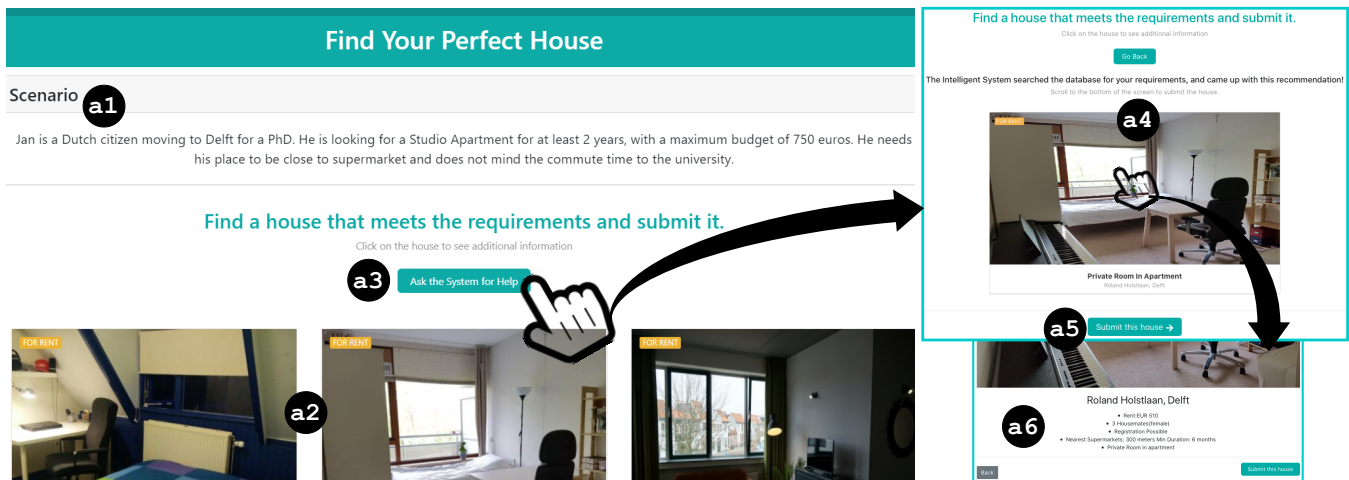 Find Your Perfect House
Scenario
a1
Jan is a Dutch citizen moving to Delft for a PhD. He is looking for a Studio Apartment for at least 2 years, with a maximum budget of 750 euros. He needs
his place to be close to supermarket and does not mind the commute time to the university.
Find a house that meets the requirements and submit it.
Click on the house to see additional information
a3
Ask the System for Help
FOR RENT
FOR RENT
FOR RENT
a2
Find a house that meets the requirements and submit it.
Click on the house to see additional information
Go Back
The Intelligent System searched the database for your requirements, and came up with this recommendation!
Scroll to the bottom of the screen to submit the house.
FOR RENT
a4
Private Room In Apartment
Roland Holstlaan, Delft
a5
Submit this house →
Roland Holstlaan, Delft
a6
• Rent:EUR 510
• 3 Housemates(female)
• Registration Possible
• Nearest Supermarkets: 300 meters Min Duration: 6 months
• Private Room in apartment
Back
Submit this house